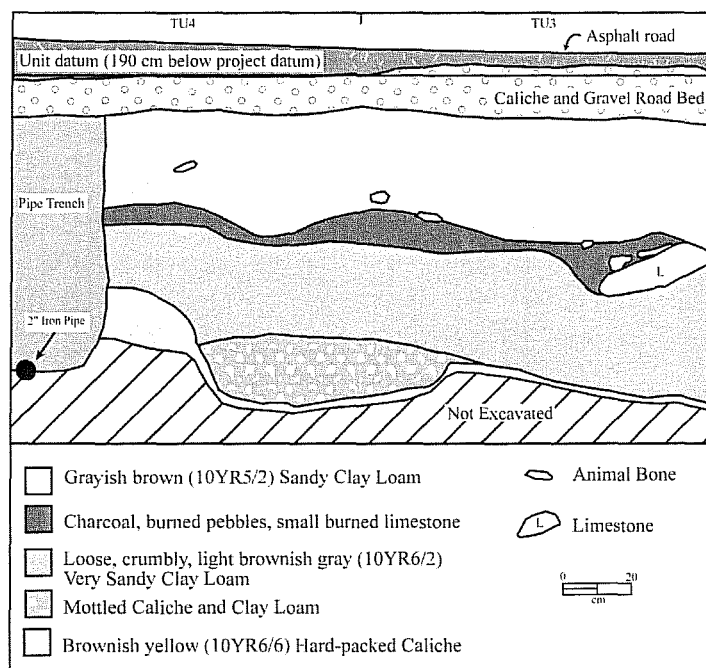 TU4 TU3
Asphalt road
Unit datum (190 cm below project datum)
Caliche and Gravel Road Bed
Pipe Trench
L
2" Iron Pipe
Not Excavated
Grayish brown (10YR5/2) Sandy Clay Loam
Charcoal, burned pebbles, small burned limestone
Loose, crumbly, light brownish gray (10YR6/2)
Very Sandy Clay Loam
Mottled Caliche and Clay Loam
Brownish yellow (10YR6/6) Hard-packed Caliche
Animal Bone
L Limestone
0 20
cm